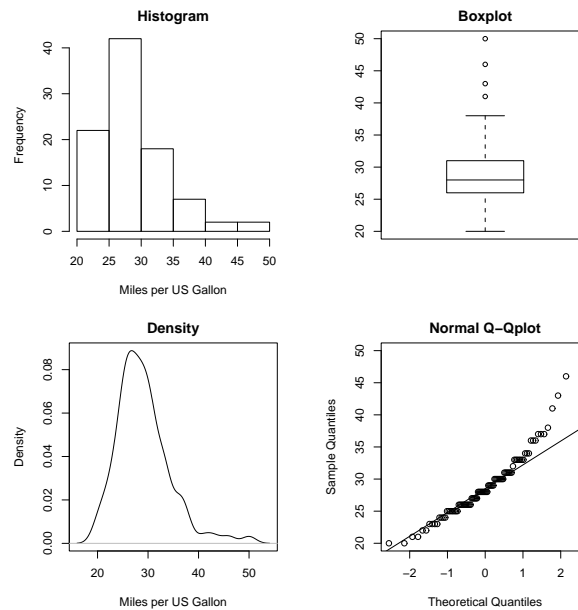 Histogram
Frequency
0
10
20
30
40
20 25 30 35 40 45 50
Miles per US Gallon
Boxplot
20
25
30
35
40
45
50
Density
Density
0.00
0.02
0.04
0.06
0.08
20 30 40 50
Miles per US Gallon
Normal Q−Qplot
Sample Quantiles
20
25
30
35
40
45
50
−2 −1 0 1 2
Theoretical Quantiles